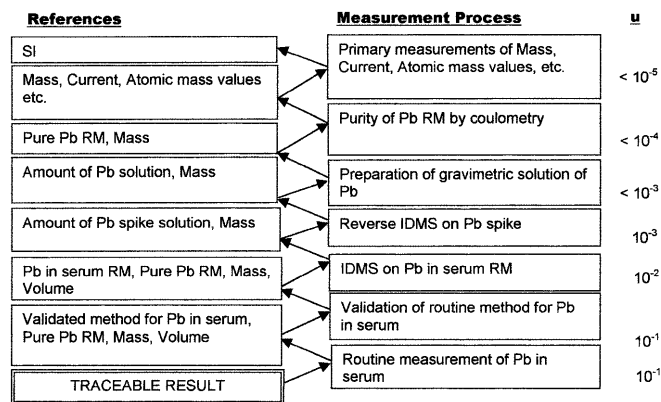 References
Measurement Process
u
SI
Primary measurements of Mass,
Current, Atomic mass values, etc.
< 10-5
Mass, Current, Atomic mass values
etc.
Purity of Pb RM by coulometry
< 10-4
Pure Pb RM, Mass
Amount of Pb solution, Mass
Preparation of gravimetric solution of
Pb
< 10-3
Amount of Pb spike solution, Mass
Reverse IDMS on Pb spike
10-3
Pb in serum RM, Pure Pb RM, Mass,
Volume
IDMS on Pb in serum RM
10-2
Validated method for Pb in serum,
Pure Pb RM, Mass, Volume
Validation of routine method for Pb
in serum
10-1
TRACEABLE RESULT
Routine measurement of Pb in
serum
10-1